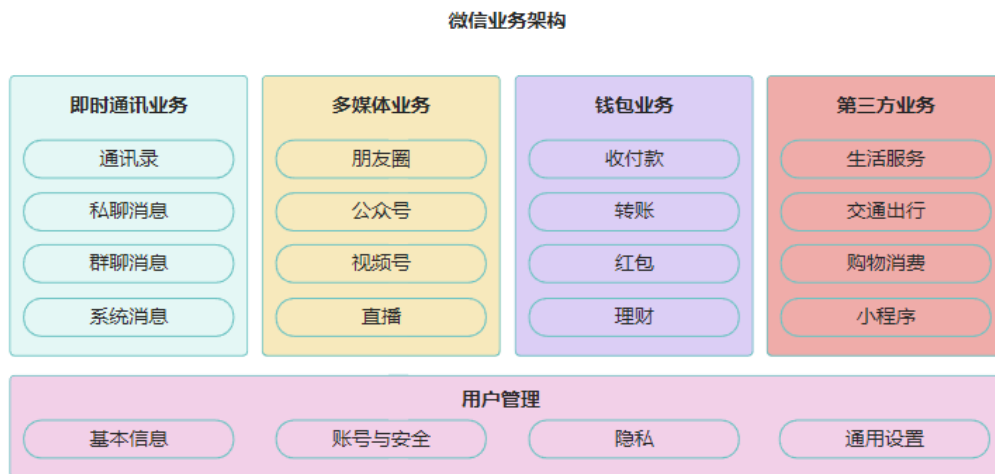 微信业务架构
即时通讯业务
通讯录
私聊消息
群聊消息
系统消息
多媒体业务
朋友圈
公众号
视频号
直播
钱包业务
收付款
转账
红包
理财
第三方业务
生活服务
交通出行
购物消费
小程序
用户管理
基本信息
账号与安全
隐私
通用设置